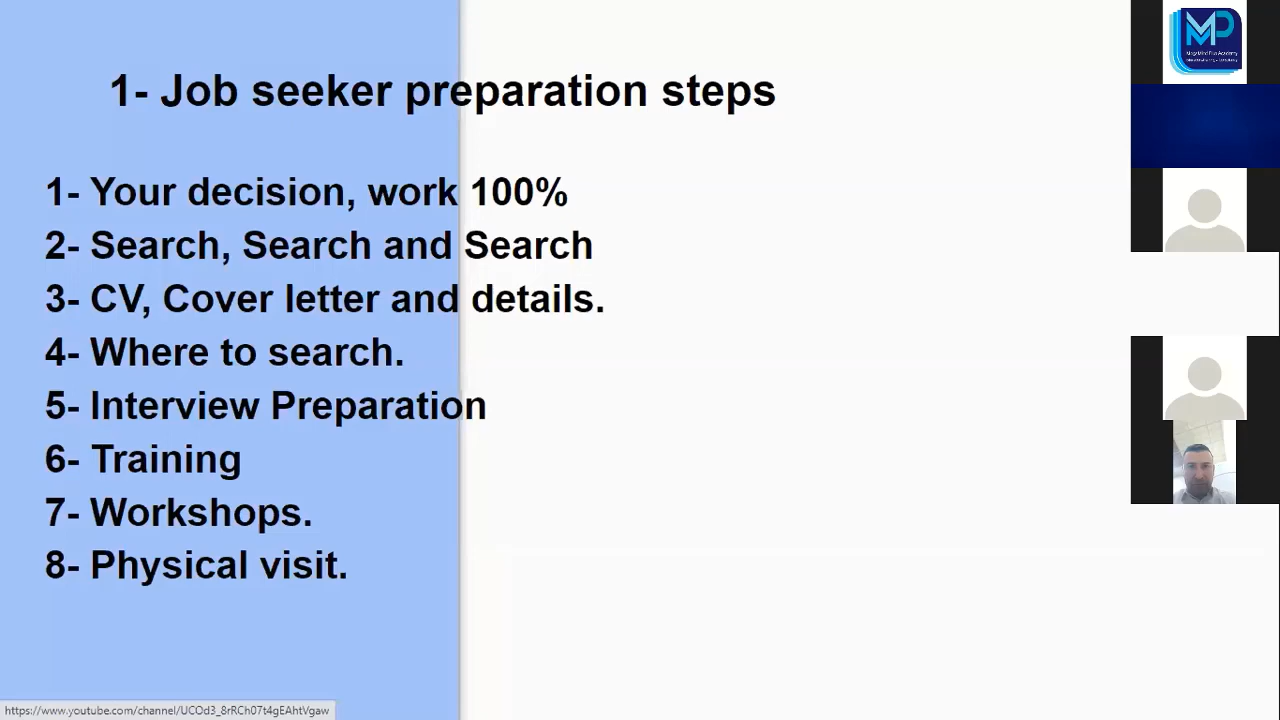 1- Job seeker preparation steps
1- Your decision, work 100%
2- Search, Search and Search
3- CV, Cover letter and details.
4- Where to search.
5- Interview Preparation
6- Training
7- Workshops.
8- Physical visit.
https://www.youtube.com/channel/UCOd3_8rRCh07t4gEAhtVgaw
MP